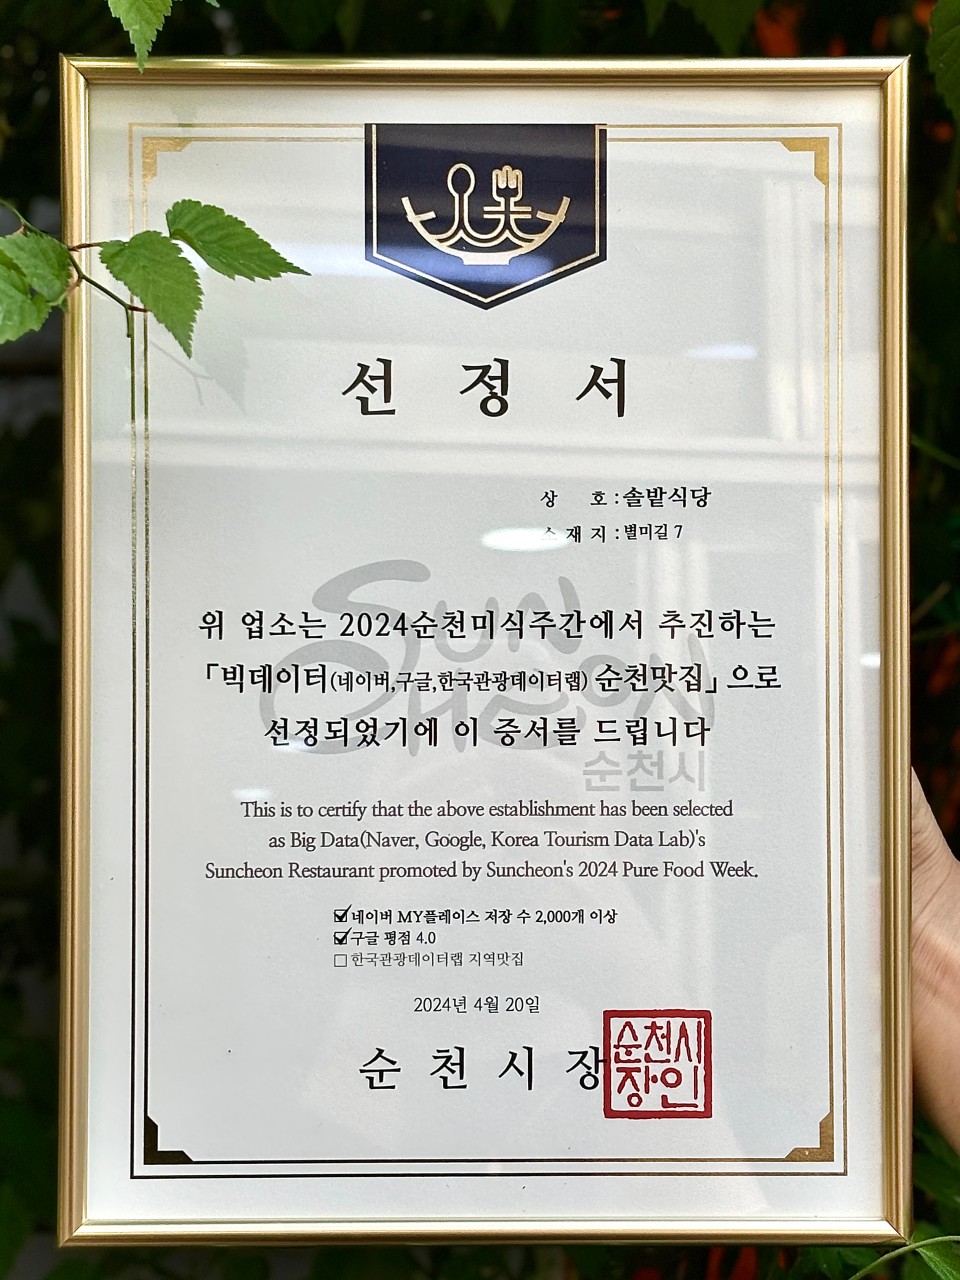 선 정 서
상 호 : 솔밭식당
소 재 지 : 별미길 7
위 업소는 2024순천미식주간에서 추진하는
「빅데이터(네이버,구글,한국관광데이터랩) 순천맛집」으로
선정되었기에 이 증서를 드립니다
SUNCHEON
순천시
This is to certify that the above establishment has been selected
as Big Data(Naver, Google, Korea Tourism Data Lab)'s
Suncheon Restaurant promoted by Suncheon's 2024 Pure Food Week.
☑네이버 MY플레이스 저장 수 2,000개 이상
☑구글 평점 4.0
□한국관광데이터랩 지역맛집
2024년 4월 20일
순 천 시 장
순천시
장인